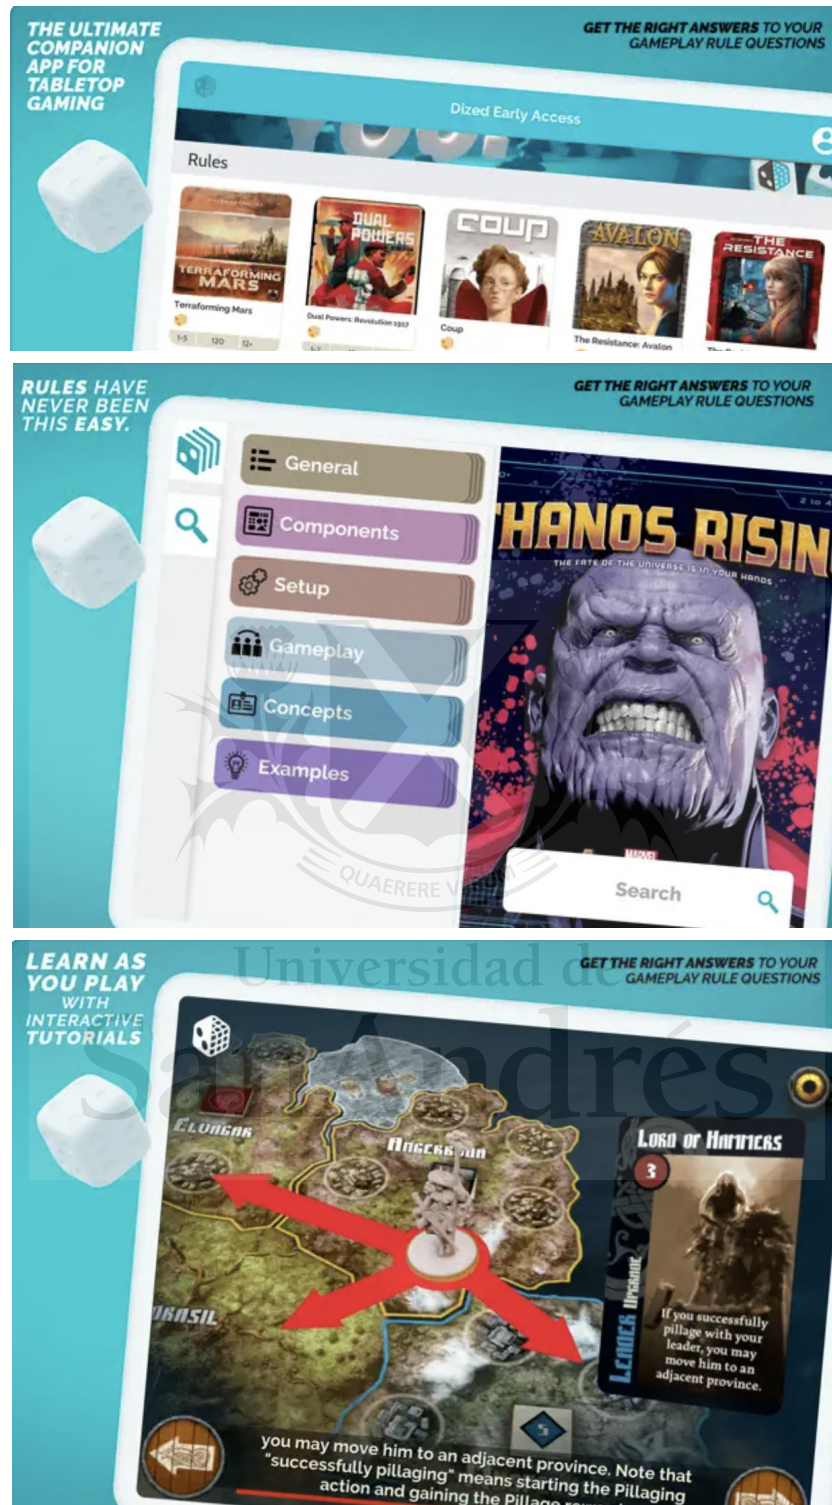 THE ULTIMATE
COMPANION
APP FOR
TABLETOP
GAMING
GET THE RIGHT ANSWERS TO YOUR
GAMEPLAY RULE QUESTIONS
Dized Early Access
Rules
TERRAFORMING
MARS
DUAL
POWERS
COUP
AVALON
THE
RESISTANCE
Terraforming Mars
Dual Powers: Revolution 1917
Coup
The Resistance: Avalon
1-5 120 12+
RULES HAVE
NEVER BEEN
THIS EASY.
GET THE RIGHT ANSWERS TO YOUR
GAMEPLAY RULE QUESTIONS
General
Components
Setup
Gameplay
Concepts
Examples
THANOS RISIN
THE FATE OF THE UNIVERSE IS IN YOUR HANDS
MARVEL
Search
QUAERERE VERUM
Universidad de
SanAndrés
LEARN AS
YOU PLAY
WITH
INTERACTIVE
TUTORIALS
GET THE RIGHT ANSWERS TO YOUR
GAMEPLAY RULE QUESTIONS
ELVAGAR
LORD OF HAMMERS
3
LEADER UPGRADE
If you successfully
pillage with your
leader, you may
move him to an
adjacent province.
you may move him to an adjacent province. Note that
"successfully pillaging" means starting the Pillaging
action and gaining the Pillage